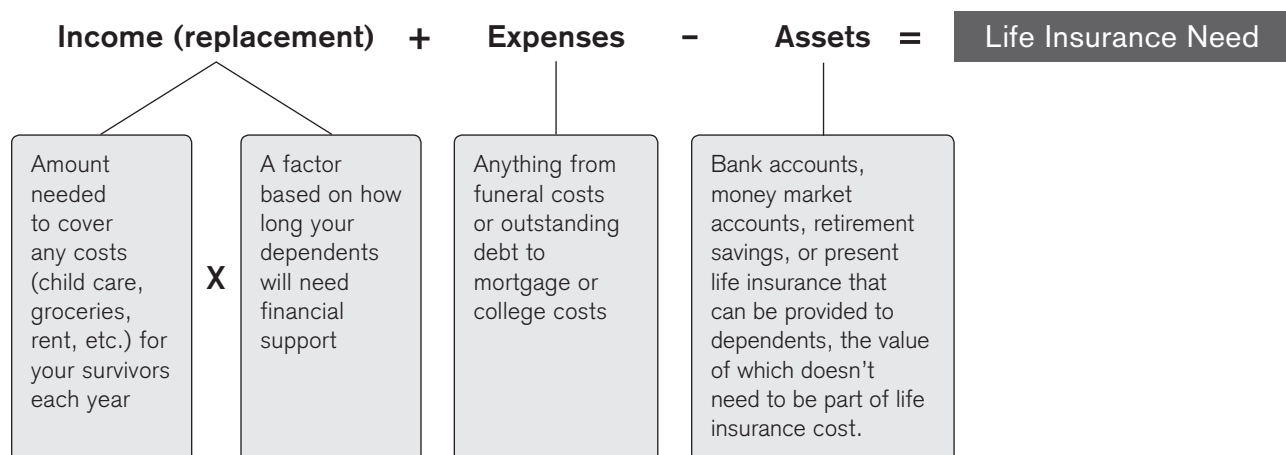 Income (replacement) + Expenses – Assets = Life Insurance Need
Amount
needed
to cover
any costs
(child care,
groceries,
rent, etc.) for
your survivors
each year
X
A factor
based on how
long your
dependents
will need
financial
support
Anything from
funeral costs
or outstanding
debt to
mortgage or
college costs
Bank accounts,
money market
accounts, retirement
savings, or present
life insurance that
can be provided to
dependents, the value
of which doesn't
need to be part of life
insurance cost.